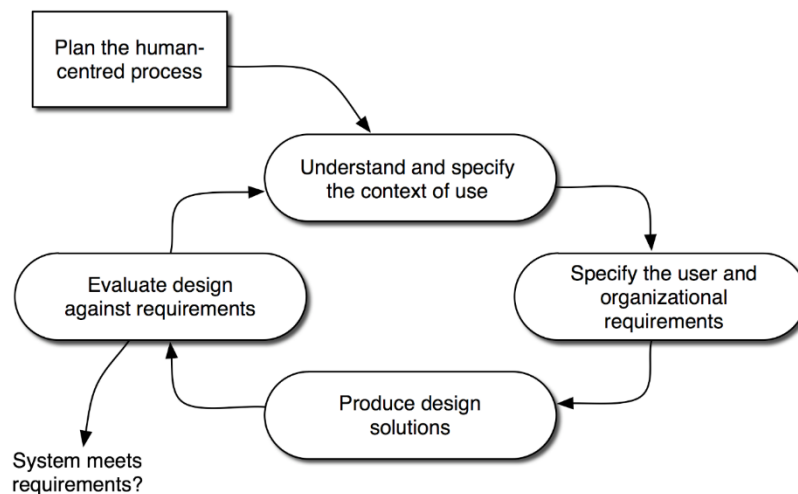 Plan the human-
centred process
Understand and specify
the context of use
Evaluate design
against requirements
Specify the user and
organizational
requirements
Produce design
solutions
System meets
requirements?